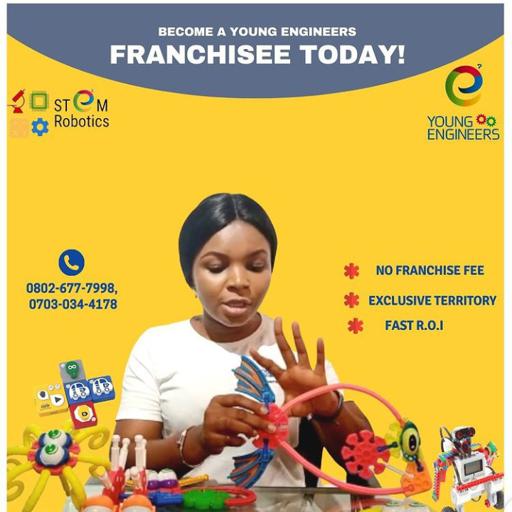 BECOME A YOUNG ENGINEERS
FRANCHISEE TODAY!
STEM
Robotics
YOUNG
ENGINEERS
0802-677-7998,
0703-034-4178
NO FRANCHISE FEE
EXCLUSIVE TERRITORY
FAST R.O.I